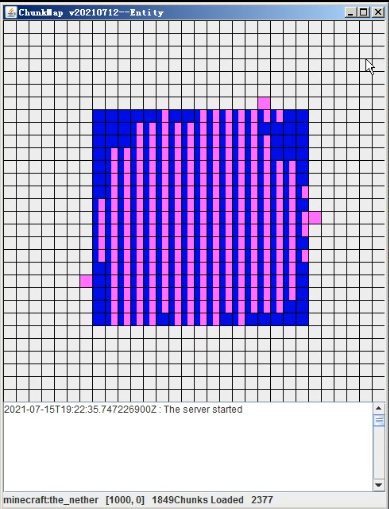 ChunkMap v20210712--Entity
2021-07-15T19:22:35.747226900Z : The server started
minecraft:the_nether [1000, 0] 1849Chunks Loaded 2377